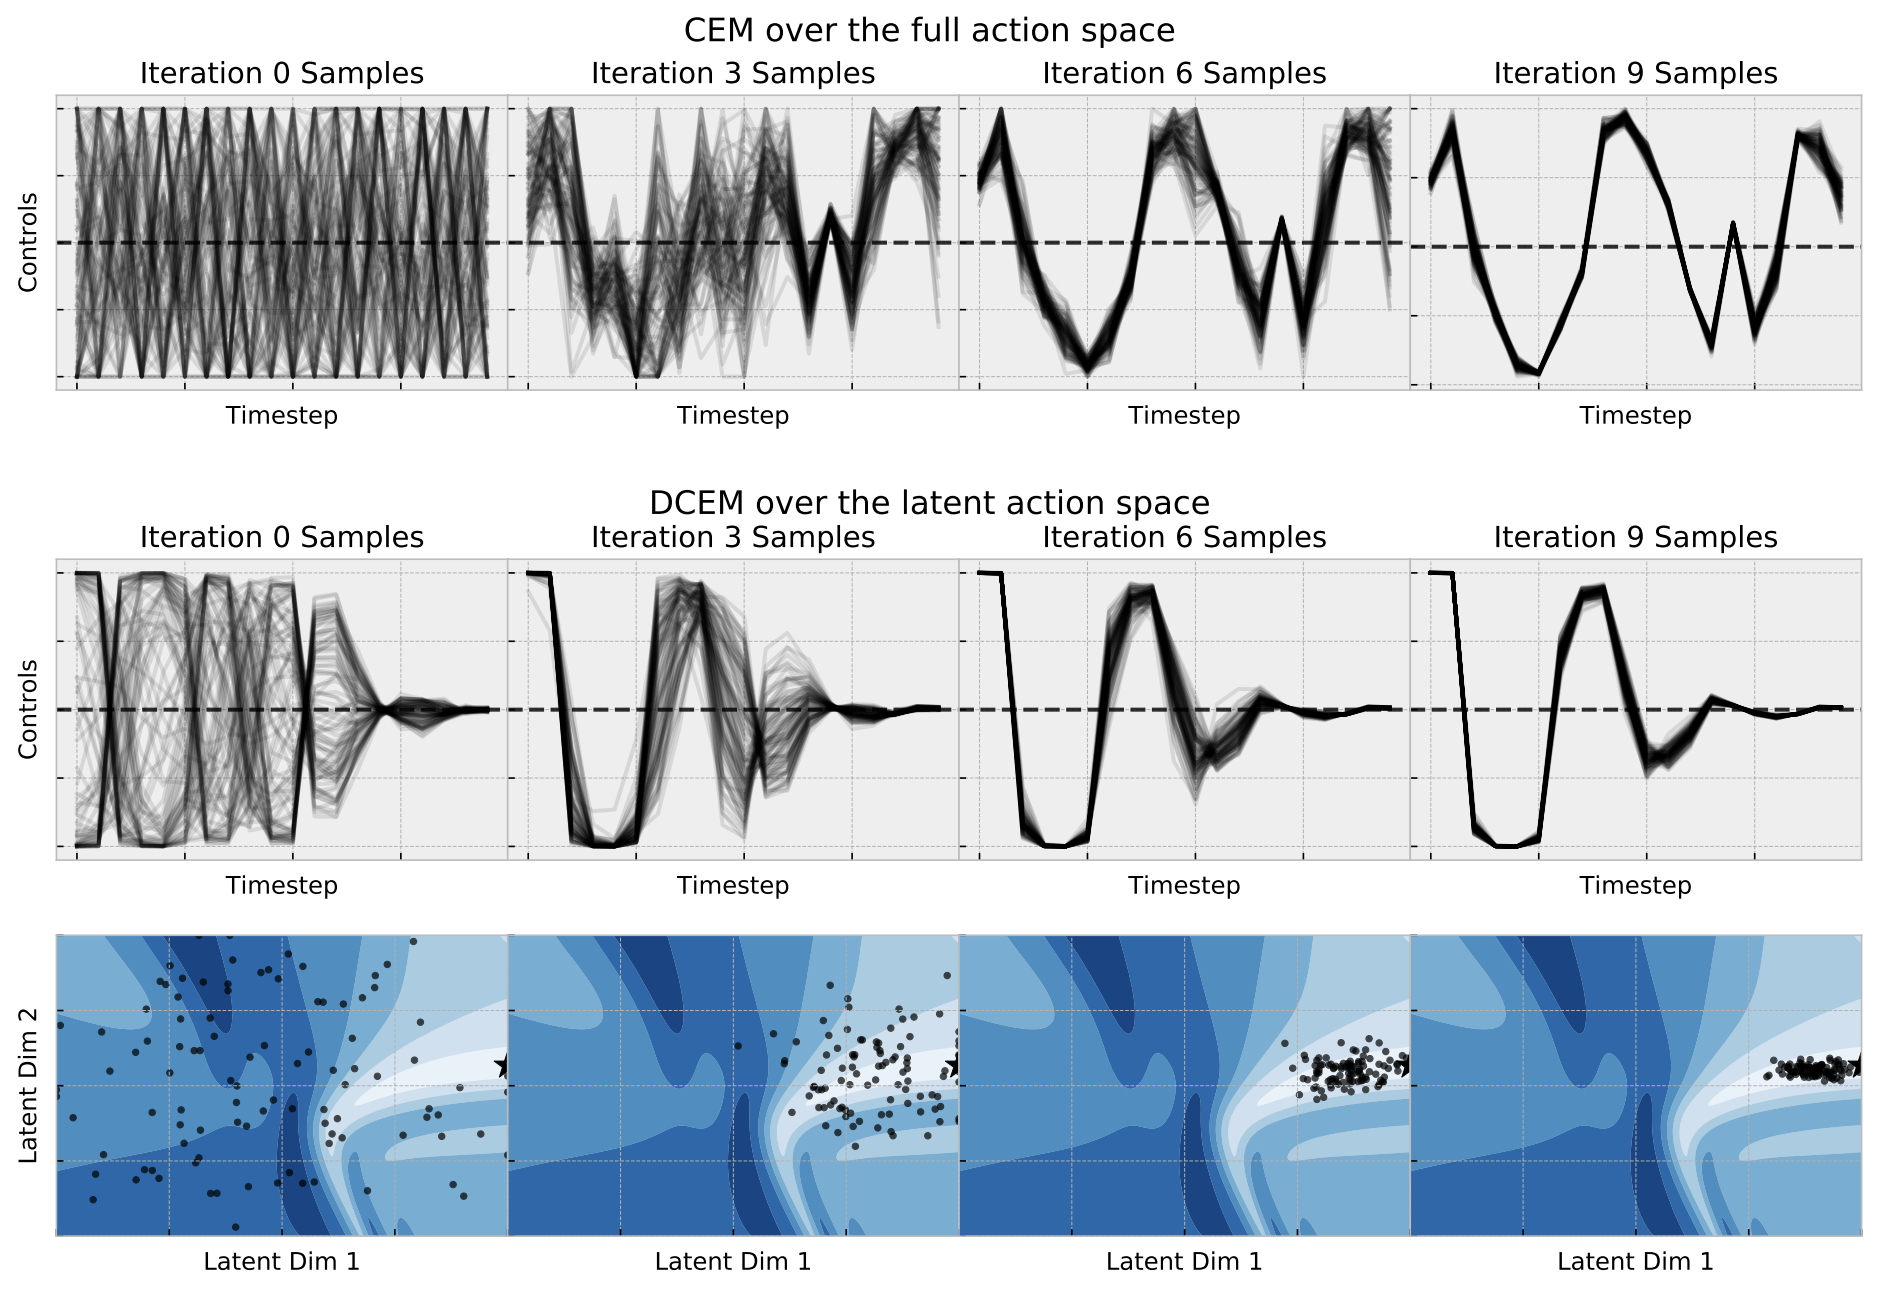 CEM over the full action space
Iteration 0 Samples
Iteration 3 Samples
Iteration 6 Samples
Iteration 9 Samples
Controls
Timestep
Timestep
Timestep
Timestep
DCEM over the latent action space
Iteration 0 Samples
Iteration 3 Samples
Iteration 6 Samples
Iteration 9 Samples
Controls
Timestep
Timestep
Timestep
Timestep
Latent Dim 2
Latent Dim 1
Latent Dim 1
Latent Dim 1
Latent Dim 1